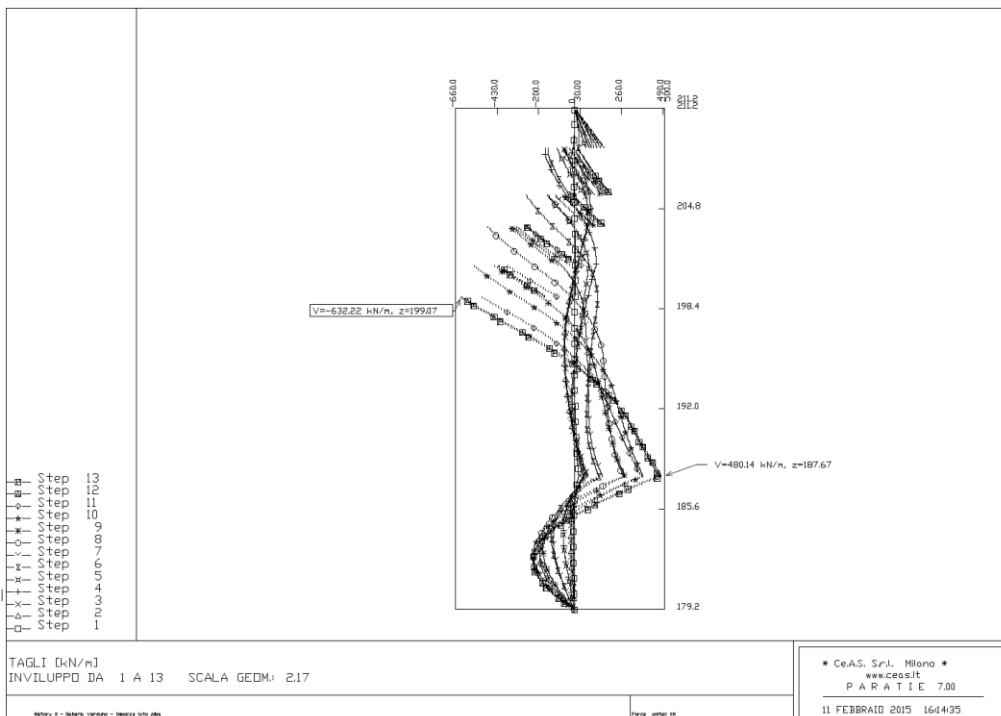 -660.0
-430.0
-200.0
0
30.00
260.0
490.0
500.0
211.2
211.2
204.8
198.4
V=-632.22 kN/m, z=199.07
192.0
V=480.14 kN/m, z=187.67
185.6
179.2
Step 13
Step 12
Step 11
Step 10
Step 9
Step 8
Step 7
Step 6
Step 5
Step 4
Step 3
Step 2
Step 1
TAGLI [kN/m]
INVILUPPO DA 1 A 13 SCALA GEOM.: 2.17
* Ce.A.S. S.r.l. Milano *
www.ceas.it
P A R A T I E 7.00
11 FEBBRAIO 2015 16:14:35